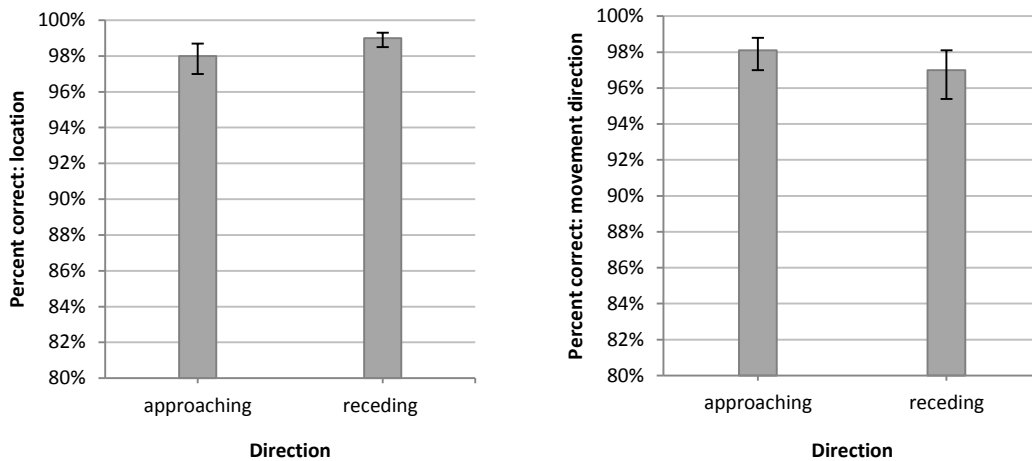 Percent correct: location
100%
98%
96%
94%
92%
90%
88%
86%
84%
82%
80%
approaching
receding
Direction
Percent correct: movement direction
100%
98%
96%
94%
92%
90%
88%
86%
84%
82%
80%
approaching
receding
Direction